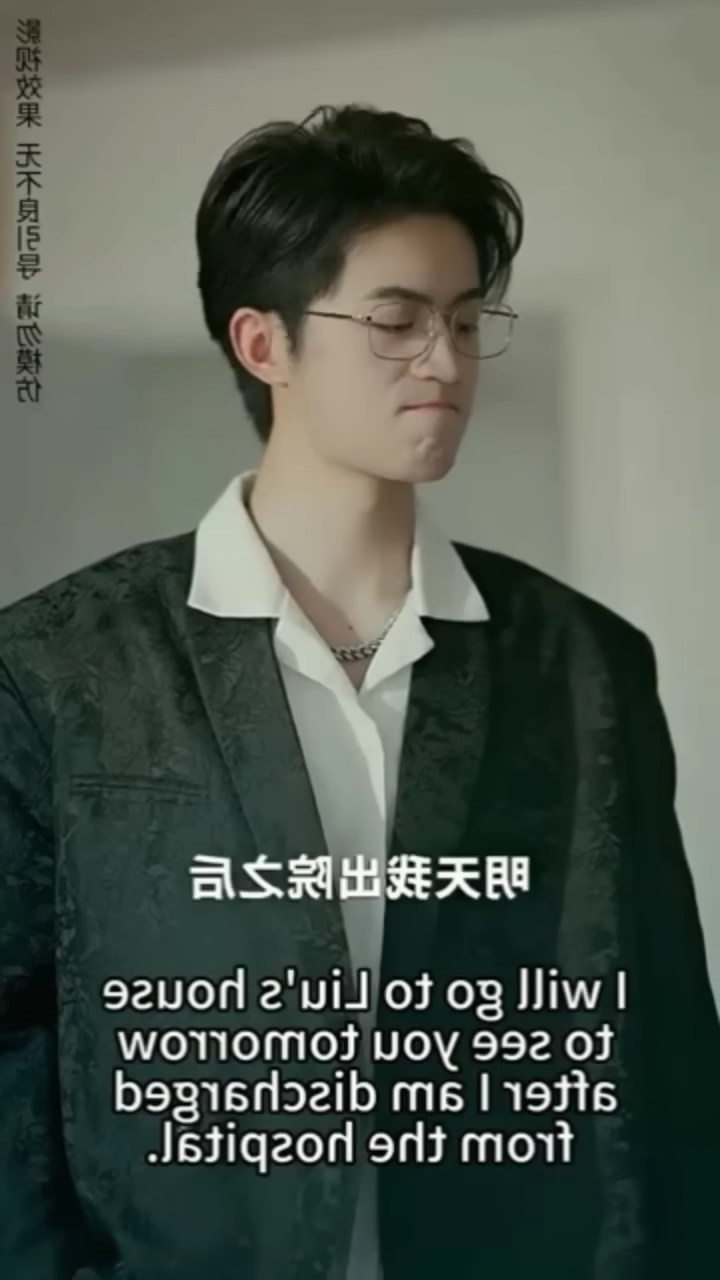 影视效果 无不良引导 请勿模仿
明天我出院之后
I will go to Liu's house
to see you tomorrow
after I am discharged
from the hospital.